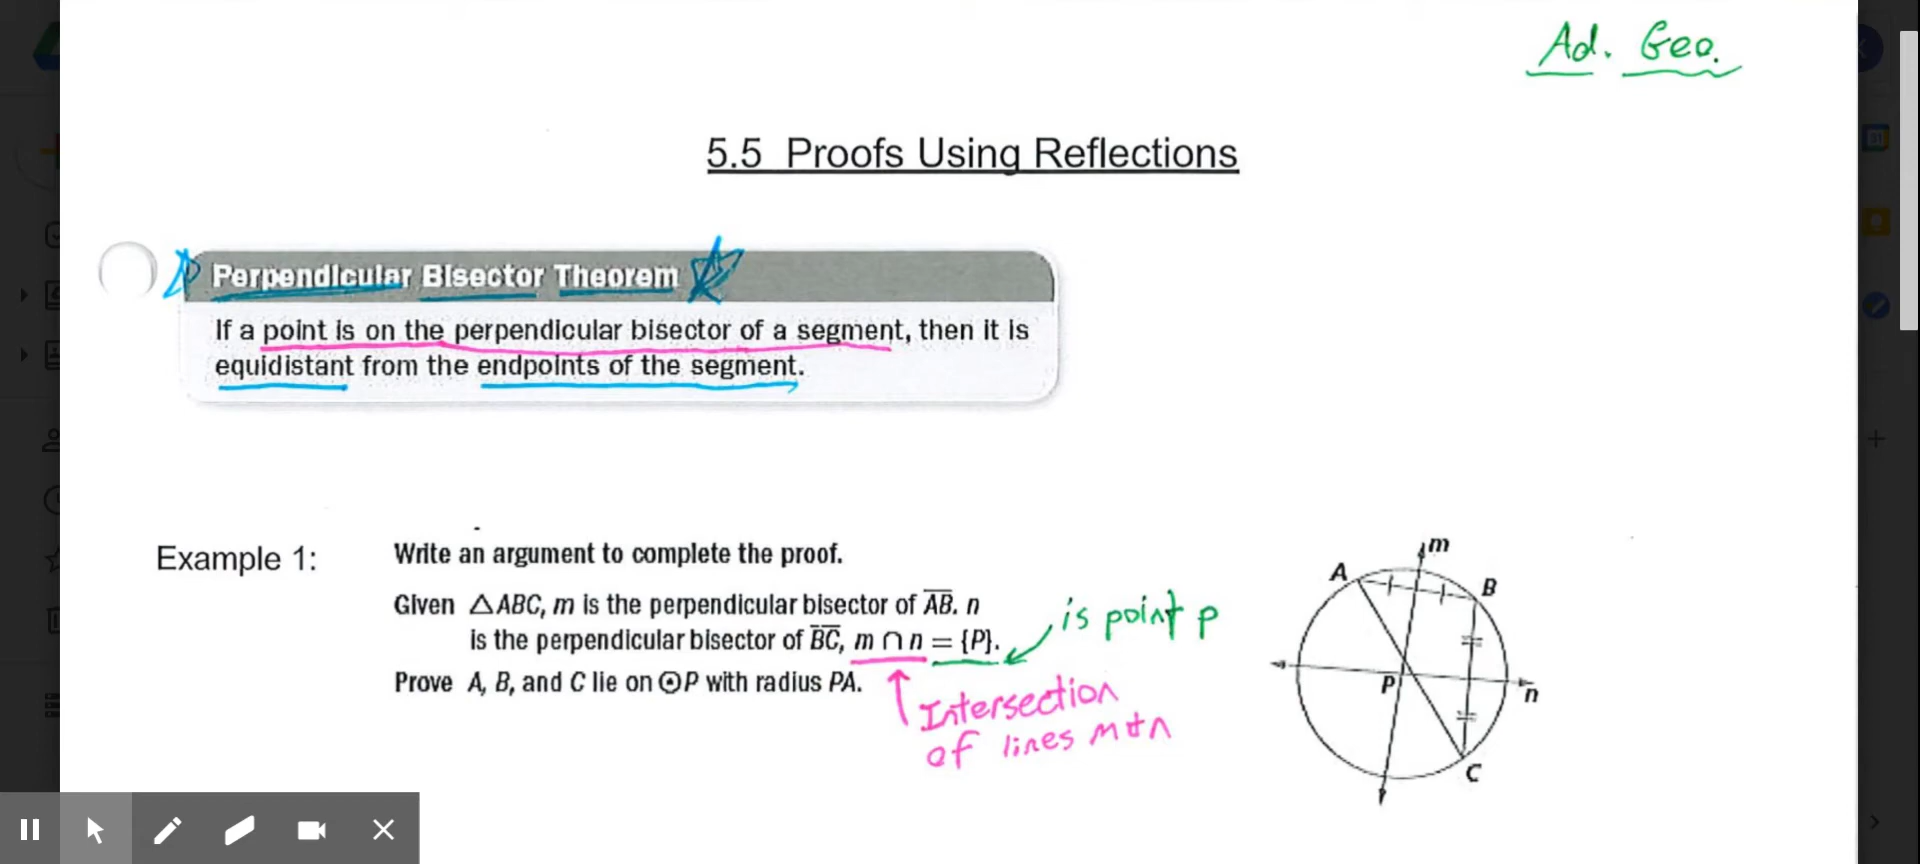 Ad. Geo.
5.5 Proofs Using Reflections
Perpendicular Bisector Theorem
If a point is on the perpendicular bisector of a segment, then it is
equidistant from the endpoints of the segment.
Example 1:
Write an argument to complete the proof.
Given △ABC, m is the perpendicular bisector of A̅B̅. n
is the perpendicular bisector of B̅C̅, m ∩ n = {P}.
is point p
Prove A, B, and C lie on ⊙P with radius PA.
Intersection
of lines m+n
m
A
B
P
n
C
31